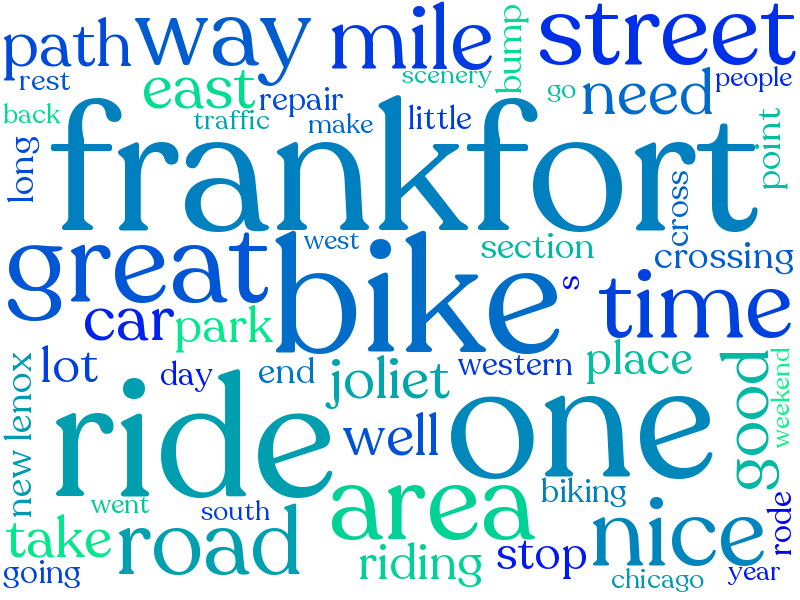 path
way
mile
street
bump
rest
east
scenery
go
need
people
back
repair
traffic
make
little
point
long
frankfort
cross
great
west
bike
section
crossing
s
time
car
park
lot
day
end
joliet
western
place
good
weekend
new lenox
ride
well
one
went
south
area
biking
nice
rode
take
road
riding
stop
going
chicago
year